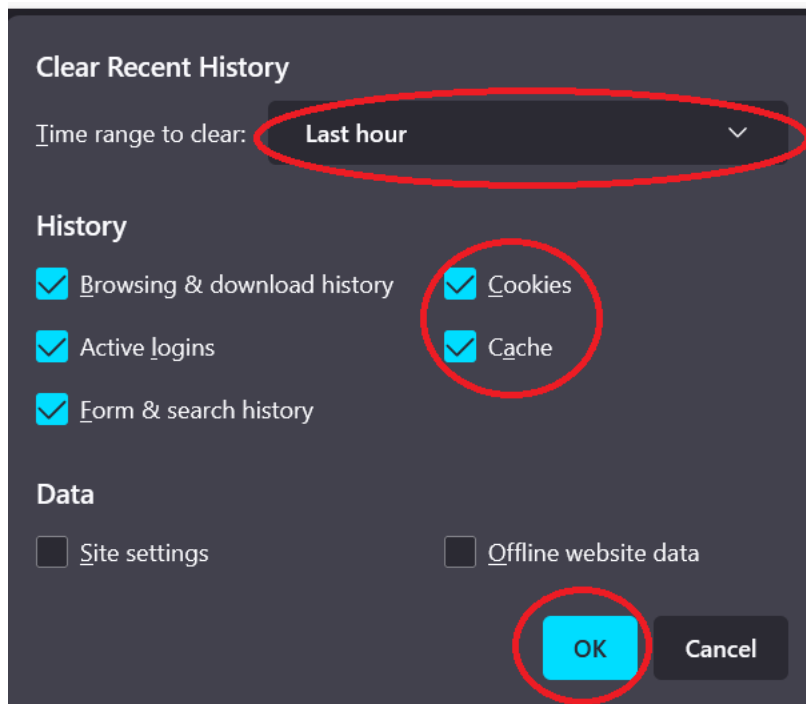 Clear Recent History
Time range to clear: Last hour
History
Browsing & download history Cookies
Active logins Cache
Form & search history
Data
Site settings Offline website data
OK Cancel